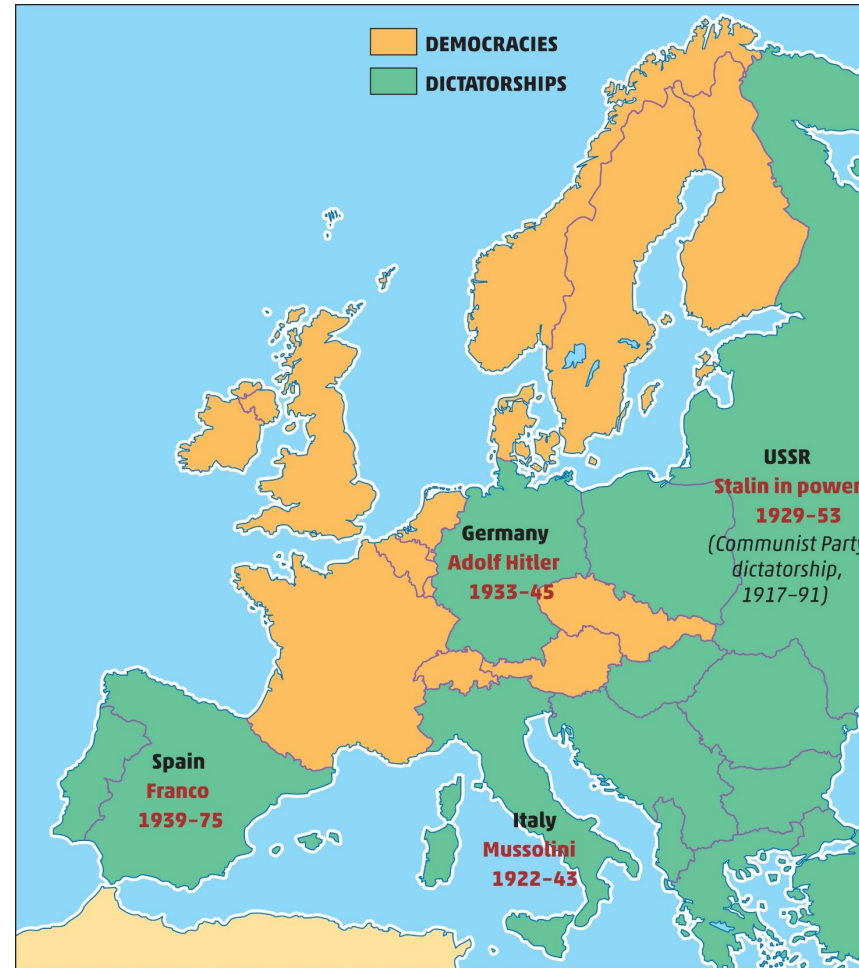 DEMOCRACIES
DICTATORSHIPS
USSR
Stalin in power
1929–53
(Communist Party
dictatorship,
1917–91)
Germany
Adolf Hitler
1933–45
Spain
Franco
1939–75
Italy
Mussolini
1922–43